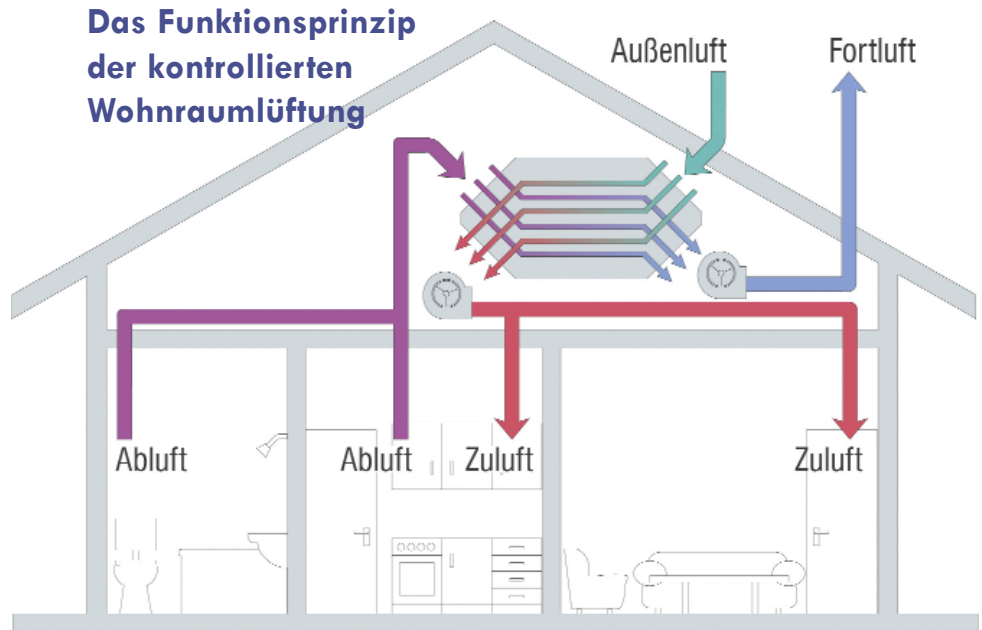 Das Funktionsprinzip
der kontrollierten
Wohnraumlüftung
Außenluft
Fortluft
Abluft
Abluft
Zuluft
Zuluft